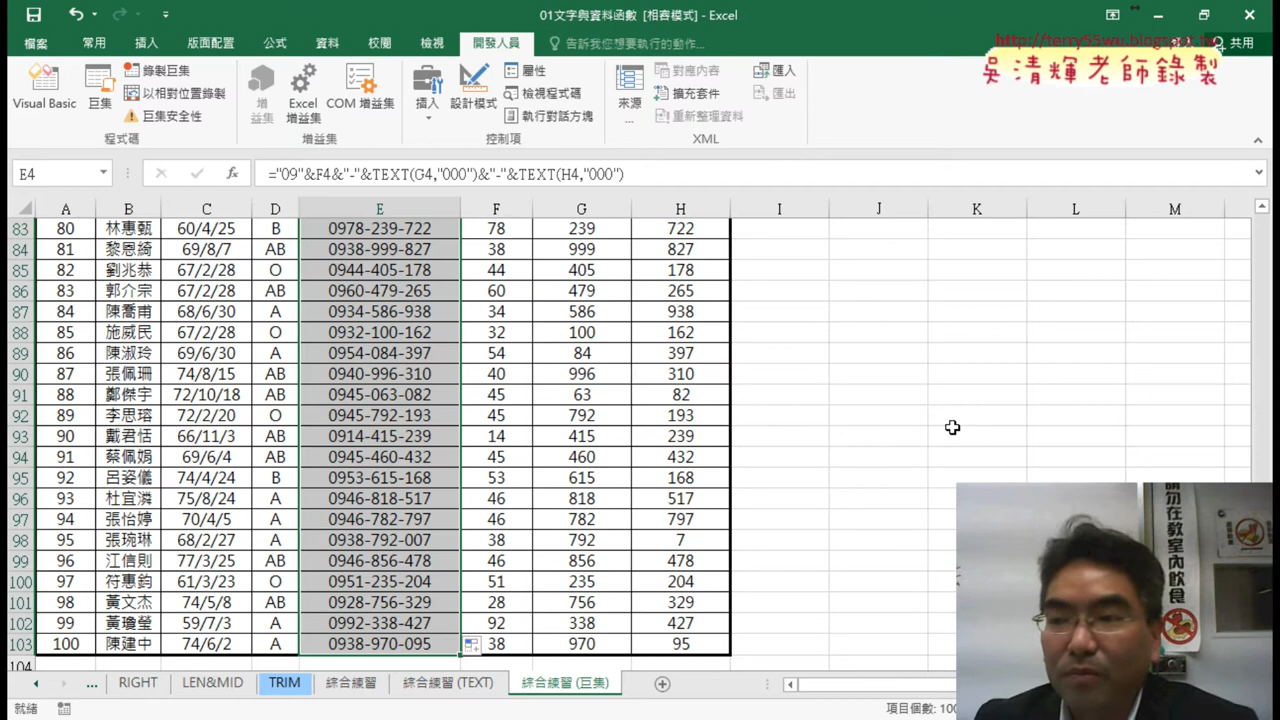 01文字與資料函數 [相容模式] - Excel
http://terry55wu.blogspot.tw
吳清輝老師錄製
檔案 常用 插入 版面配置 公式 資料 校閱 檢視 開發人員 告訴我您想要執行的動作... 共用
Visual Basic 巨集 錄製巨集 以相對位置錄製 巨集安全性 程式碼
增益集 Excel 增益集 COM 增益集 增益集
插入 設計模式 屬性 檢視程式碼 執行對話方塊 控制項
來源... 對應內容 擴充套件 重新整理資料 匯入 匯出 XML
E4 fx ="09"&F4&"-"&TEXT(G4,"000")&"-"&TEXT(H4,"000")
A B C D E F G H I J K L M
83 80 林惠甄 60/4/25 B 0978-239-722 78 239 722
84 81 黎恩綺 69/8/7 AB 0938-999-827 38 999 827
85 82 劉兆恭 67/2/28 O 0944-405-178 44 405 178
86 83 郭介宗 67/2/28 AB 0960-479-265 60 479 265
87 84 陳喬甫 68/6/30 A 0934-586-938 34 586 938
88 85 施威民 67/2/28 O 0932-100-162 32 100 162
89 86 陳淑玲 69/6/30 A 0954-084-397 54 84 397
90 87 張佩珊 74/8/15 AB 0940-996-310 40 996 310
91 88 鄭傑宇 72/10/18 AB 0945-063-082 45 63 82
92 89 李思瑢 72/2/20 O 0945-792-193 45 792 193
93 90 戴君恬 66/11/3 AB 0914-415-239 14 415 239
94 91 蔡佩娟 69/6/4 AB 0945-460-432 45 460 432
95 92 呂姿儀 74/4/24 B 0953-615-168 53 615 168
96 93 杜宜潾 75/8/24 A 0946-818-517 46 818 517
97 94 張怡婷 70/4/5 A 0946-782-797 46 782 797
98 95 張琬琳 68/2/27 A 0938-792-007 38 792 7
99 96 江信則 77/3/25 AB 0946-856-478 46 856 478
100 97 符惠鈞 61/3/23 O 0951-235-204 51 235 204
101 98 黃文杰 74/5/8 AB 0928-756-329 28 756 329
102 99 黃瓊瑩 59/7/3 A 0992-338-427 92 338 427
103 100 陳建中 74/6/2 A 0938-970-095 38 970 95
104
請勿在教室內飲食
... RIGHT LEN&MID TRIM 綜合練習 綜合練習 (TEXT) 綜合練習 (巨集)
就緒 項目個數: 100